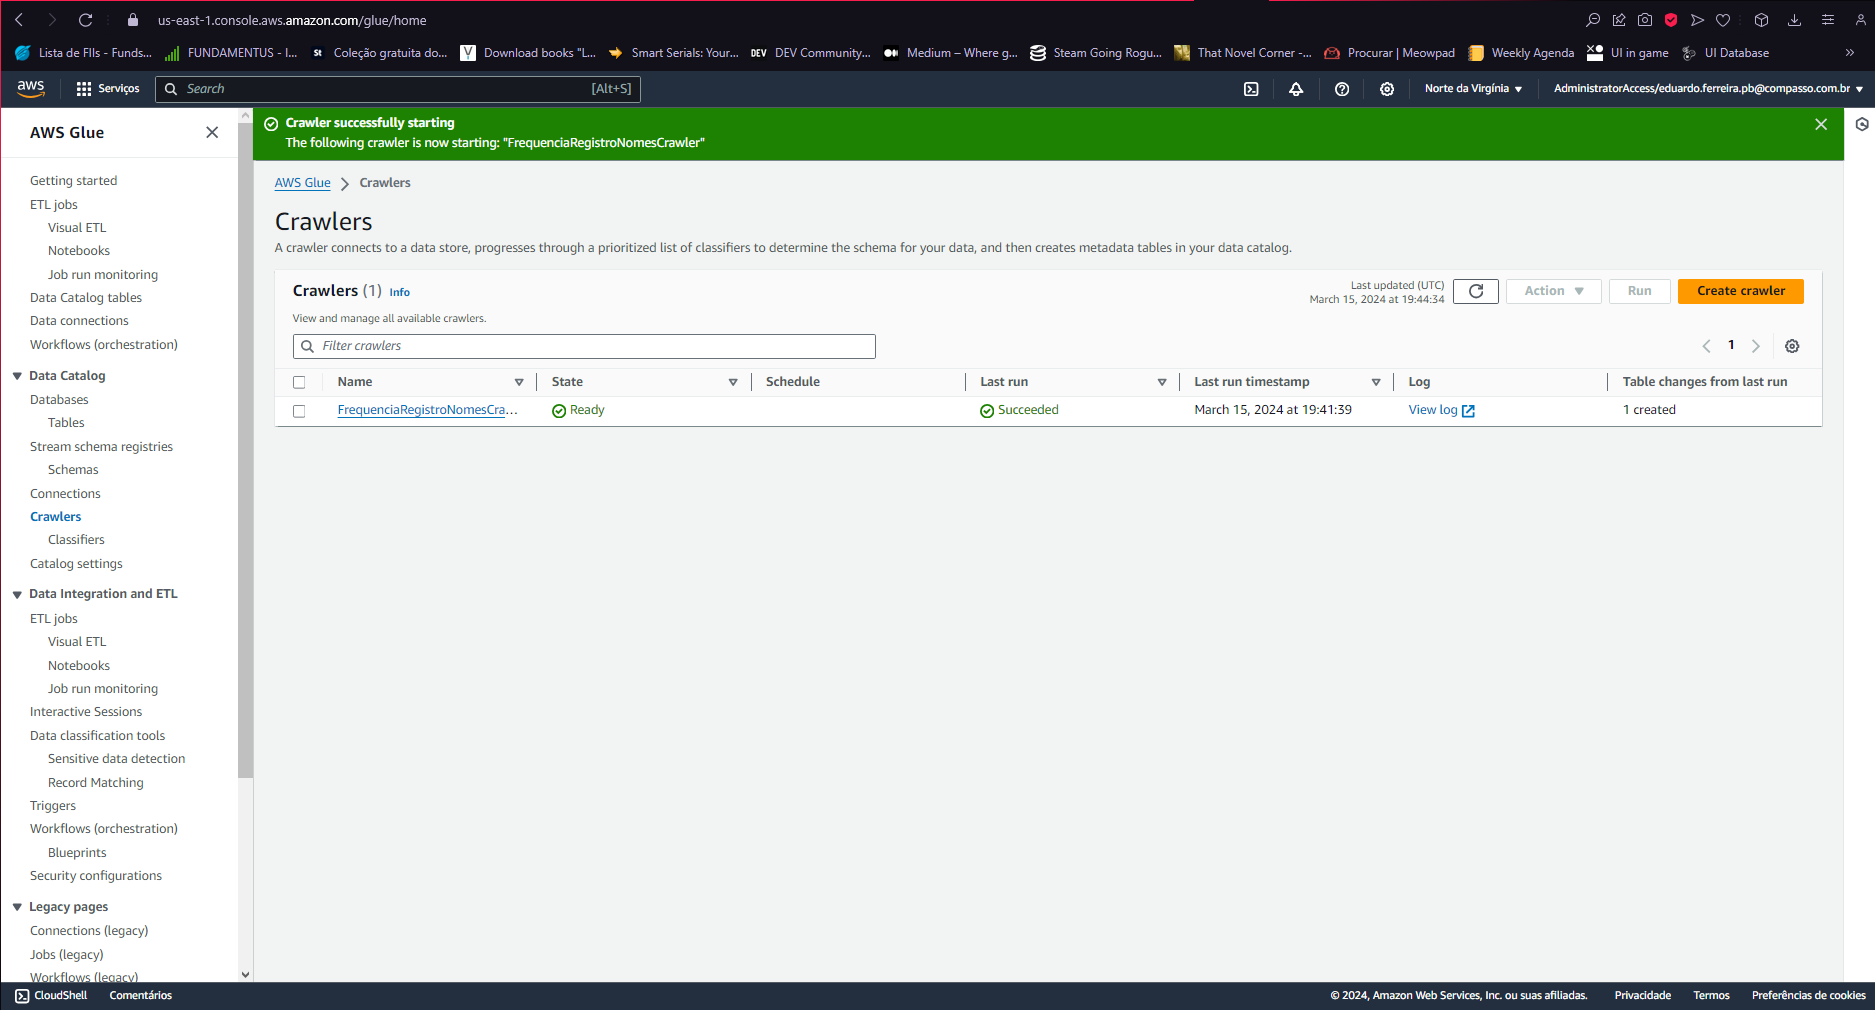 us-east-1.console.aws.amazon.com/glue/home
Lista de FIIs - Funds...
FUNDAMENTUS - I...
St
Coleção gratuita do...
V
Download books "L...
Smart Serials: Your...
DEV
DEV Community...
Medium – Where g...
Steam Going Rogu...
That Novel Corner -...
Procurar | Meowpad
Weekly Agenda
UI in game
UI Database
aws
Serviços
Search
[Alt+S]
Norte da Virgínia
AdministratorAccess/eduardo.ferreira.pb@compasso.com.br
AWS Glue
Getting started
ETL jobs
Visual ETL
Notebooks
Job run monitoring
Data Catalog tables
Data connections
Workflows (orchestration)
Data Catalog
Databases
Tables
Stream schema registries
Schemas
Connections
Crawlers
Classifiers
Catalog settings
Data Integration and ETL
ETL jobs
Visual ETL
Notebooks
Job run monitoring
Interactive Sessions
Data classification tools
Sensitive data detection
Record Matching
Triggers
Workflows (orchestration)
Blueprints
Security configurations
Legacy pages
Connections (legacy)
Jobs (legacy)
Workflows (legacy)
Crawler successfully starting
The following crawler is now starting: "FrequenciaRegistroNomesCrawler"
AWS Glue
Crawlers
Crawlers
A crawler connects to a data store, progresses through a prioritized list of classifiers to determine the schema for your data, and then creates metadata tables in your data catalog.
Crawlers (1) Info
View and manage all available crawlers.
Last updated (UTC)
March 15, 2024 at 19:44:34
Action
Run
Create crawler
Filter crawlers
1
Name
State
Schedule
Last run
Last run timestamp
Log
Table changes from last run
FrequenciaRegistroNomesCra...
Ready
Succeeded
March 15, 2024 at 19:41:39
View log
1 created
CloudShell
Comentários
© 2024, Amazon Web Services, Inc. ou suas afiliadas.
Privacidade
Termos
Preferências de cookies